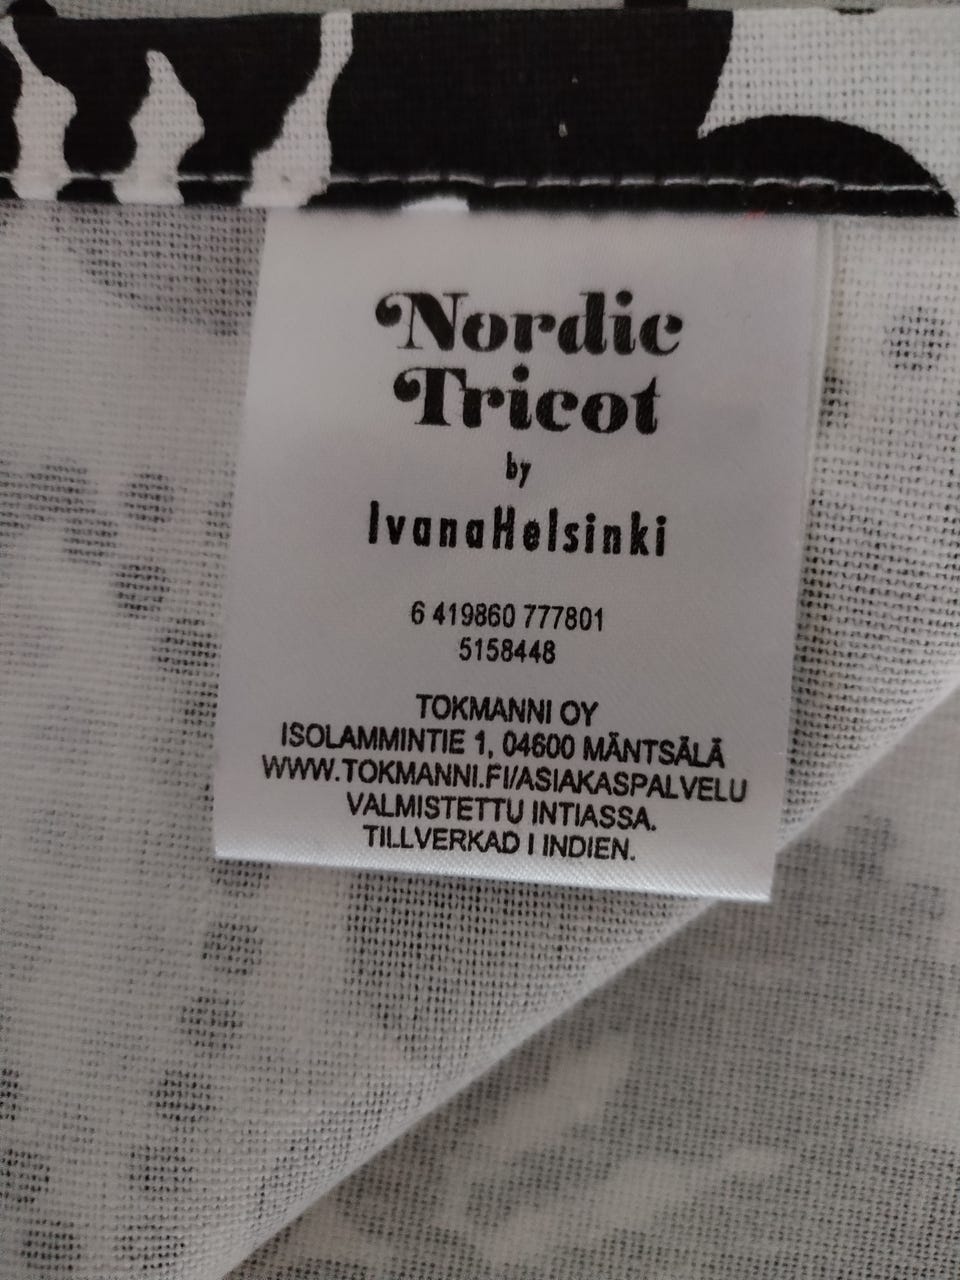 Nordic
Tricot
by
IvanaHelsinki
6 419860 777801
5158448
TOKMANNI OY
ISOLAMMINTIE 1, 04600 MÄNTSÄLÄ
WWW.TOKMANNI.FI/ASIAKASPALVELU
VALMISTETTU INTIASSA.
TILLVERKAD I INDIEN.